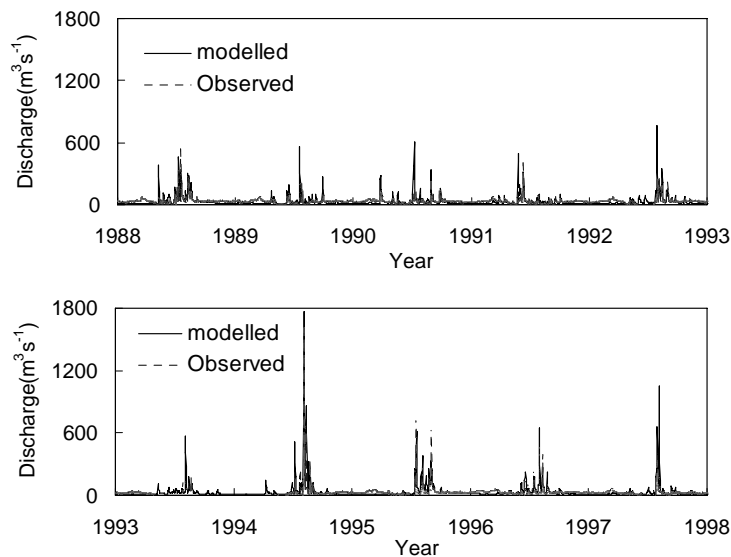 1800
1200
600
0
Discharge(m³s⁻¹)
modelled
Observed
1988 1989 1990 1991 1992 1993
Year
1800
1200
600
0
Discharge(m³s⁻¹)
modelled
Observed
1993 1994 1995 1996 1997 1998
Year